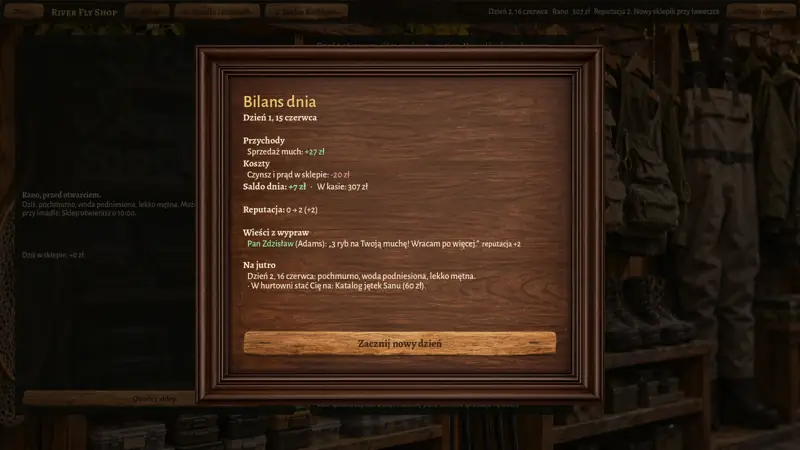 River Fly Shop
Dzień 2, 16 czerwca Rano 307 zł Reputacja 2: Nowy sklepik przy ławeczce
Bilans dnia
Dzień 1, 15 czerwca
Przychody
Sprzedaż much: +27 zł
Koszty
Czynsz i prąd w sklepie: -20 zł
Saldo dnia: +7 zł · W kasie: 307 zł
Reputacja: 0 → 2 (+2)
Wieści z wypraw
Pan Zdzisław (Adams): „3 ryb na Twoją muchę! Wracam po więcej.” reputacja +2
Na jutro
Dzień 2, 16 czerwca: pochmurno, woda podniesiona, lekko mętna.
· W hurtowni stać Cię na: Katalog jętek Sanu (60 zł)
Zacznij nowy dzień
Rano, przed otwarciem.
Dziś: pochmurno, woda podniesiona, lekko mętna.
przy imadle. Sklep otwierasz o 10:00.
Dziś w sklepie: +0 zł
Otwórz sklep